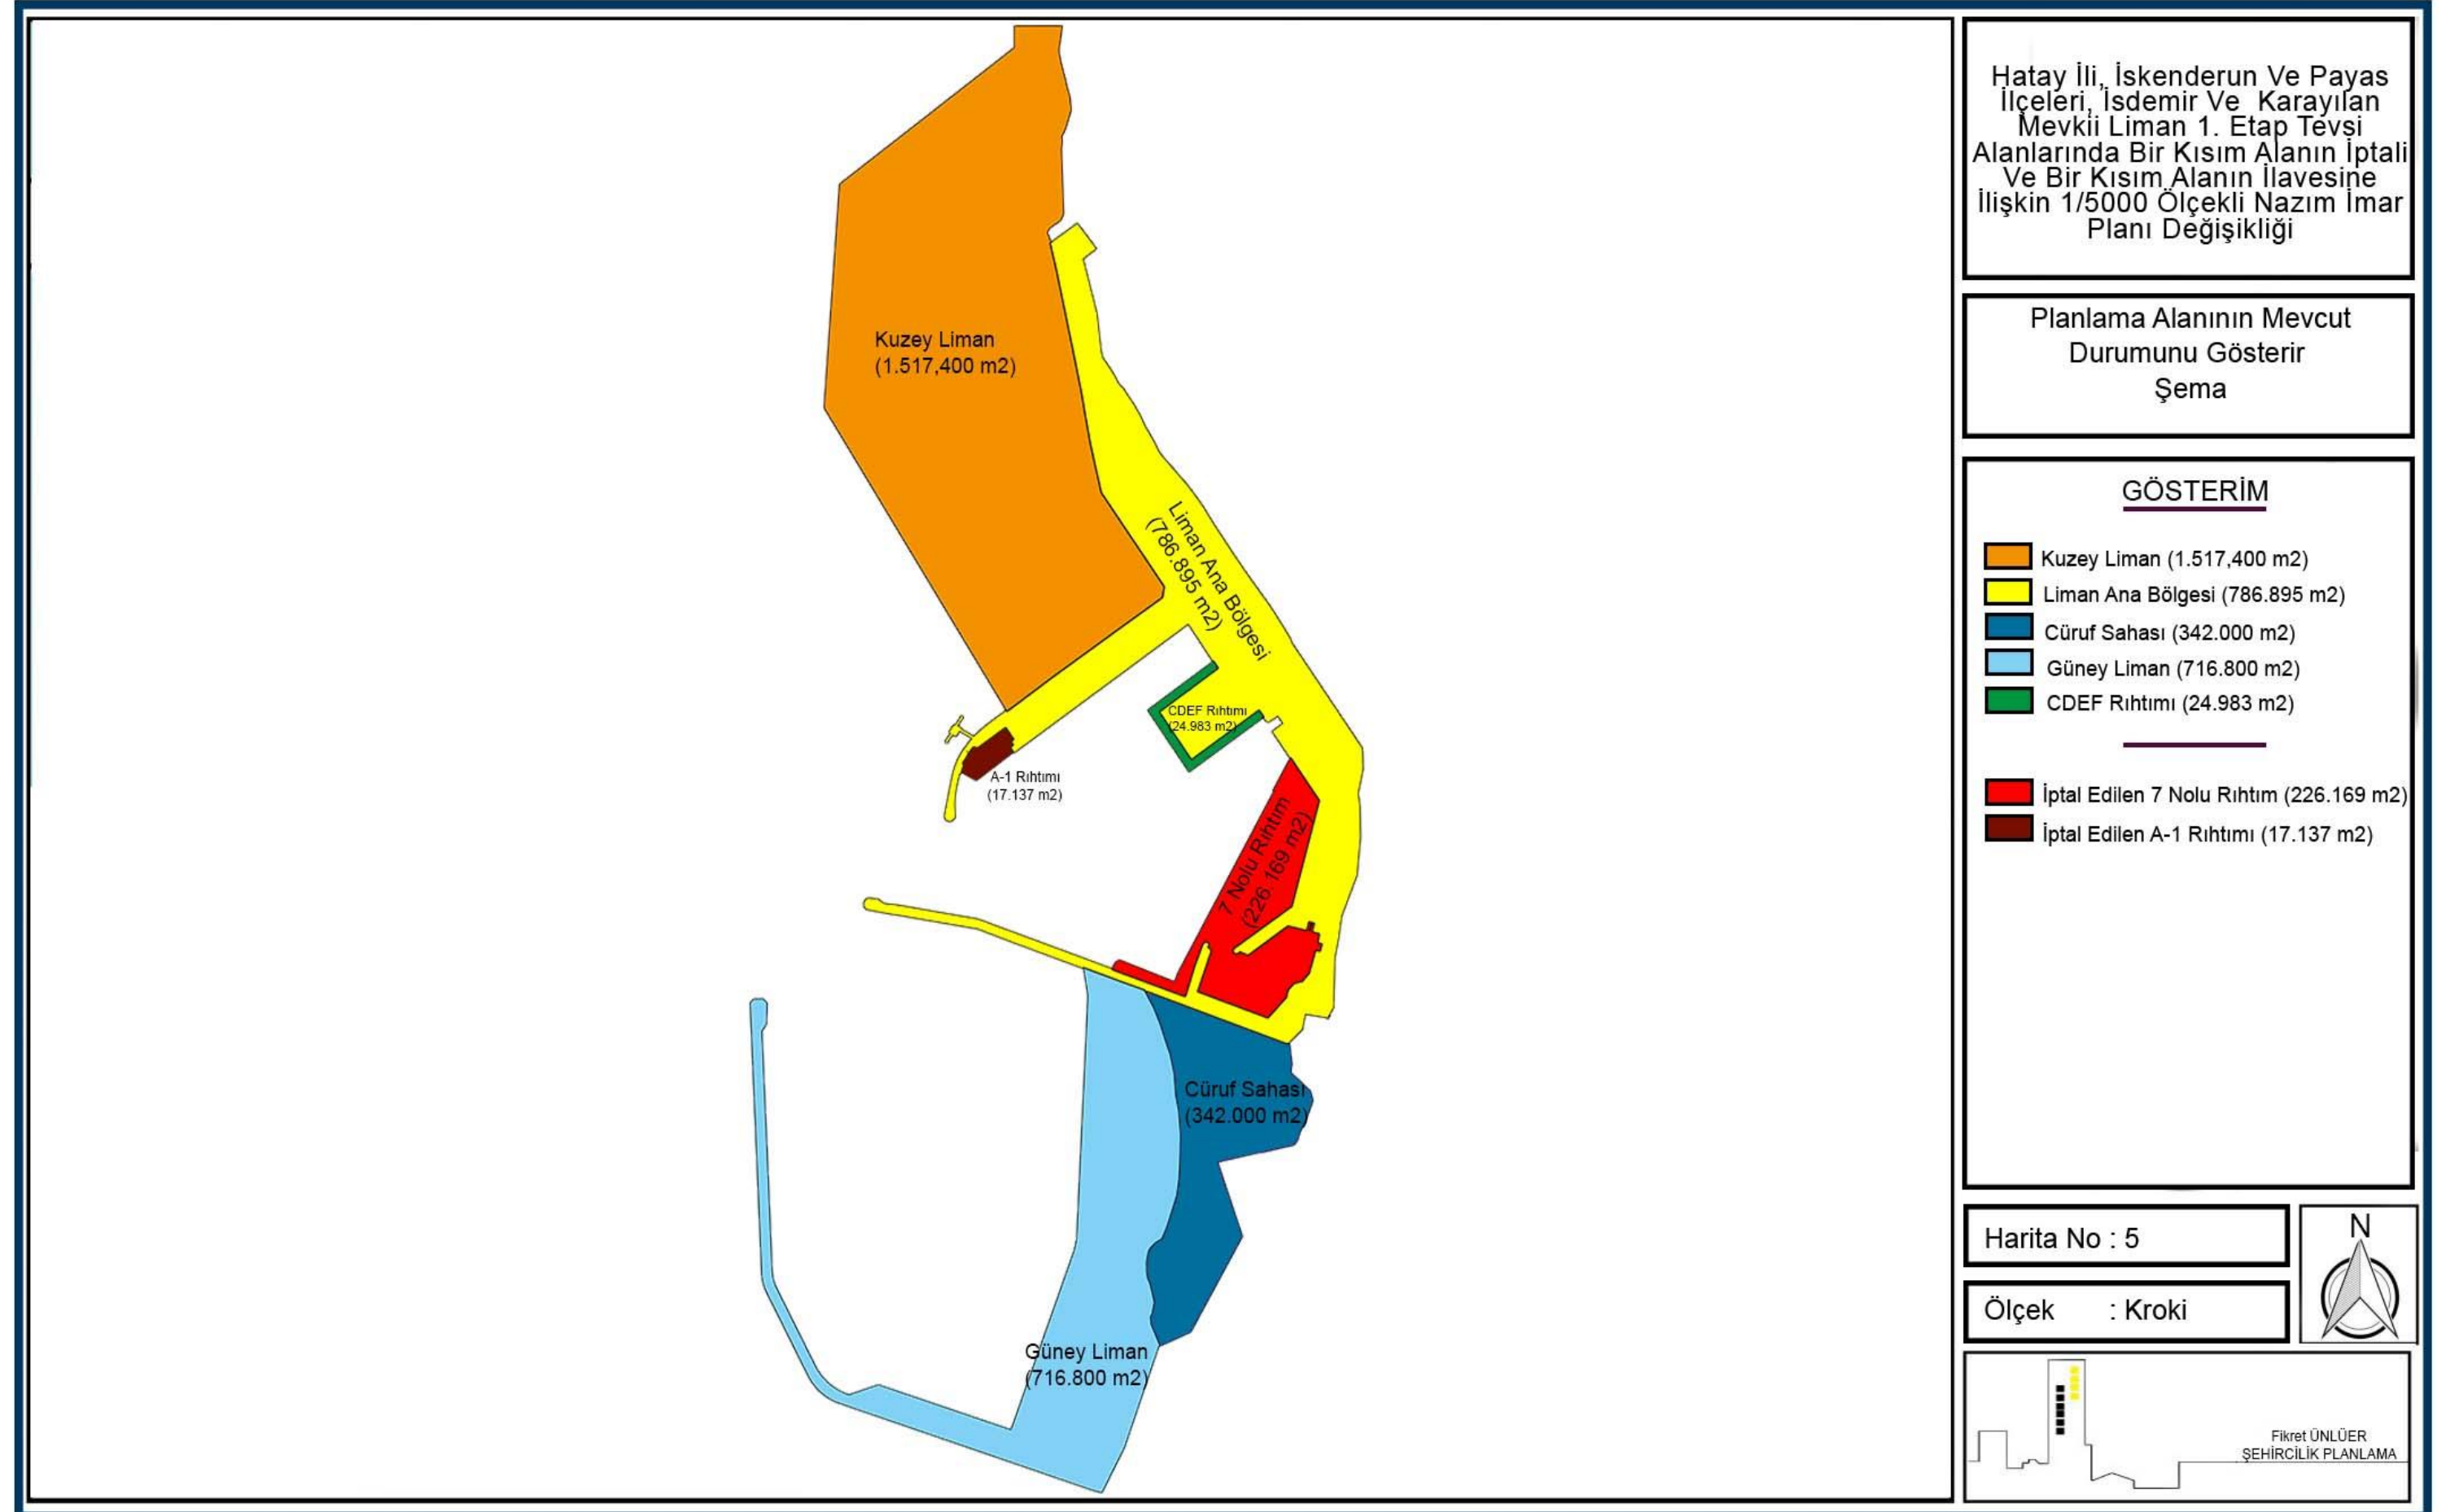 Kuzey Liman
(1.517,400 m2)
Liman Ana Bölgesi
(786.895 m2)
CDEF Rıhtımı
(24.983 m2)
A-1 Rıhtımı
(17.137 m2)
7 Nolu Rıhtım
(226.169 m2)
Cüruf Sahası
(342.000 m2)
Güney Liman
(716.800 m2)
Hatay İli, İskenderun Ve Payas
İlçeleri, İsdemir Ve Karayılan
Mevkii Liman 1. Etap Tevsi
Alanlarında Bir Kısım Alanın İptali
Ve Bir Kısım Alanın İlavesine
İlişkin 1/5000 Ölçekli Nazım İmar
Planı Değişikliği
Planlama Alanının Mevcut
Durumunu Gösterir
Şema
GÖSTERİM
Kuzey Liman (1.517,400 m2)
Liman Ana Bölgesi (786.895 m2)
Cüruf Sahası (342.000 m2)
Güney Liman (716.800 m2)
CDEF Rıhtımı (24.983 m2)
İptal Edilen 7 Nolu Rıhtım (226.169 m2)
İptal Edilen A-1 Rıhtımı (17.137 m2)
Harita No : 5
N
Ölçek : Kroki
Fikret ÜNLÜER
ŞEHİRCİLİK PLANLAMA